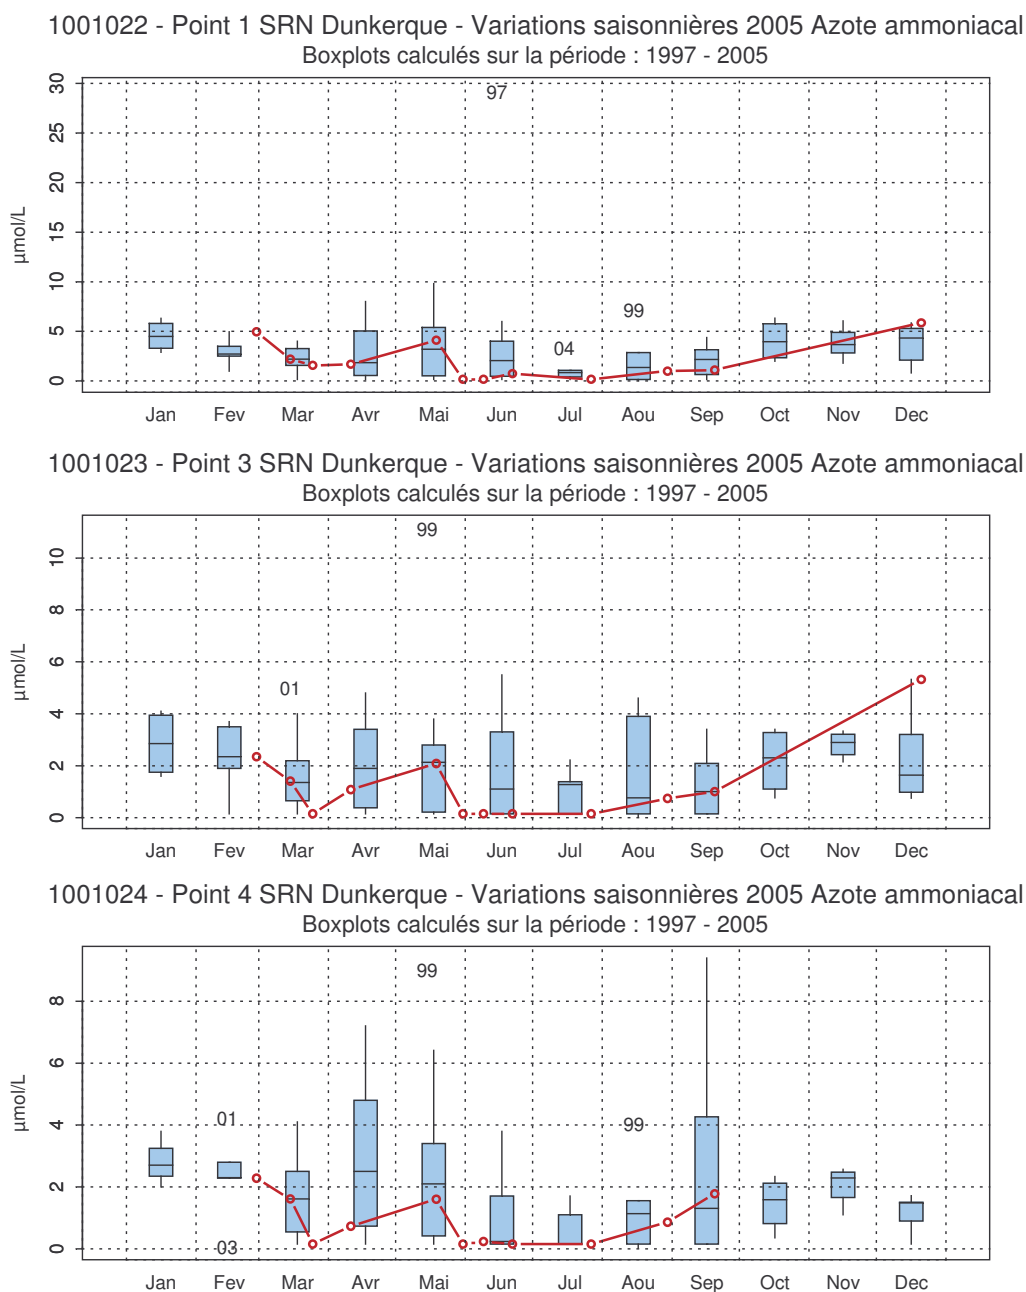 1001022 - Point 1 SRN Dunkerque - Variations saisonnières 2005 Azote ammoniacal
Boxplots calculés sur la période : 1997 - 2005
30
25
20
15
10
5
0
µmol/L
97
99
04
Jan Fev Mar Avr Mai Jun Jul Aou Sep Oct Nov Dec
1001023 - Point 3 SRN Dunkerque - Variations saisonnières 2005 Azote ammoniacal
Boxplots calculés sur la période : 1997 - 2005
10
8
6
4
2
0
µmol/L
99
01
Jan Fev Mar Avr Mai Jun Jul Aou Sep Oct Nov Dec
1001024 - Point 4 SRN Dunkerque - Variations saisonnières 2005 Azote ammoniacal
Boxplots calculés sur la période : 1997 - 2005
8
6
4
2
0
µmol/L
99
01
99
03
Jan Fev Mar Avr Mai Jun Jul Aou Sep Oct Nov Dec